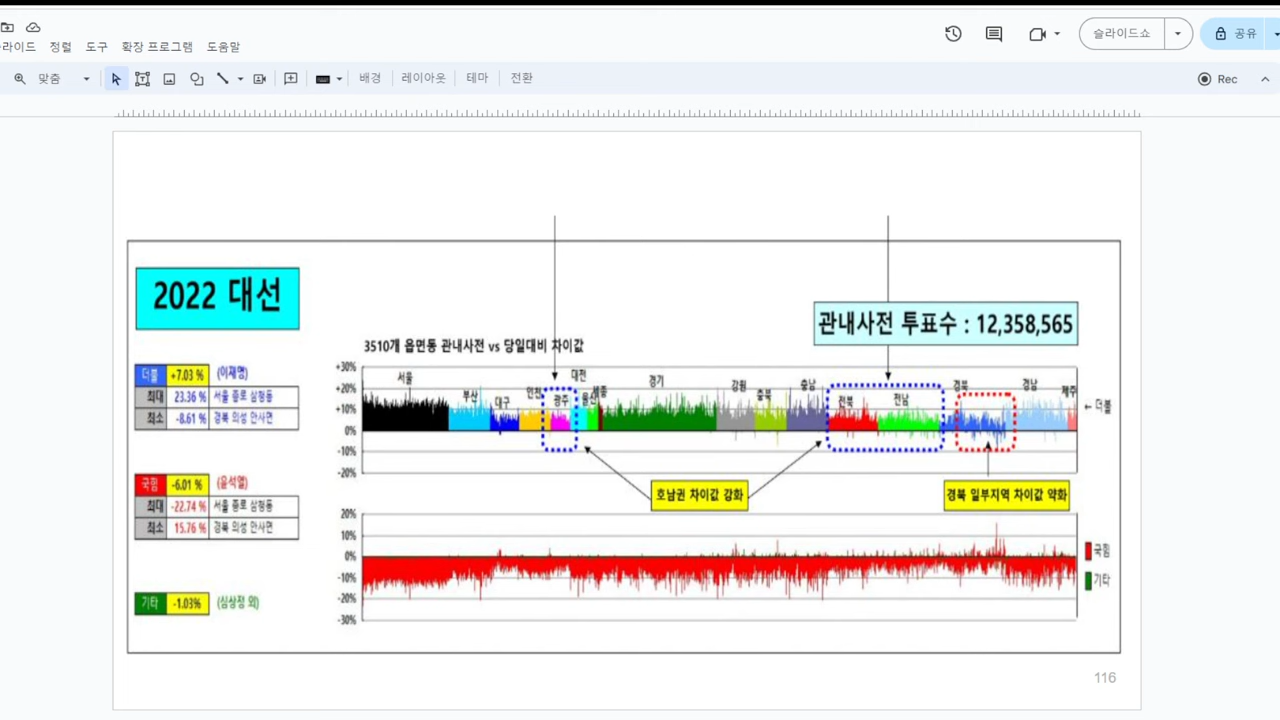 라이드 정렬 도구 확장 프로그램 도움말
슬라이드쇼
공유
맞춤
배경 레이아웃 테마 전환
Rec
2022 대선
관내사전 투표수 : 12,358,565
3510개 읍면동 관내사전 vs 당일대비 차이값
더블 +7.03 % (이재명)
최대 23.36 % 서울 종로 삼청동
최소 -8.61 % 경북 의성 안사면
국힘 -6.01 % (윤석열)
최대 -22.74 % 서울 종로 삼청동
최소 15.76 % 경북 의성 안사면
기타 -1.03% (심상정 외)
+30%
+20%
+10%
0%
-10%
-20%
서울
부산
대구
인천
광주
대전
울산
세종
경기
강원
충북
충남
전북
전남
경북
경남
제주
호남권 차이값 강화
경북 일부지역 차이값 약화
20%
10%
0%
-10%
-20%
-30%
국힘
기타
116